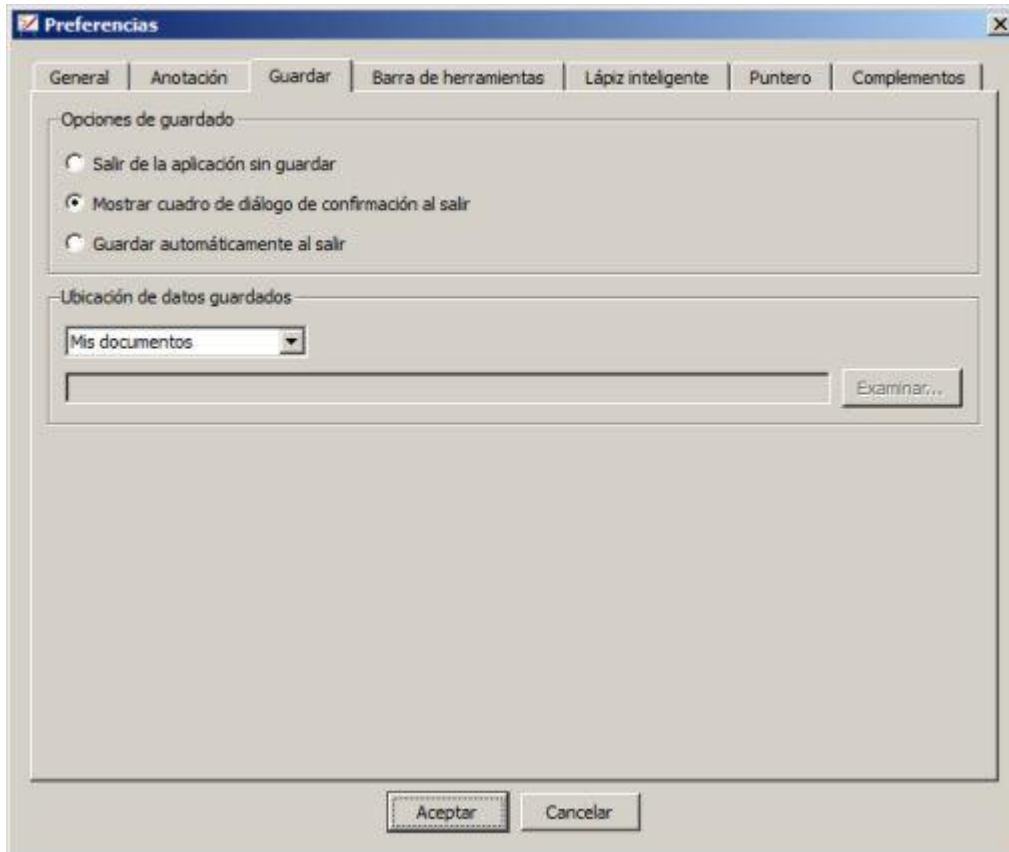 Preferencias
General Anotación Guardar Barra de herramientas Lápiz inteligente Puntero Complementos
Opciones de guardado
Salir de la aplicación sin guardar
Mostrar cuadro de diálogo de confirmación al salir
Guardar automáticamente al salir
Ubicación de datos guardados
Mis documentos
Examinar...
Aceptar Cancelar